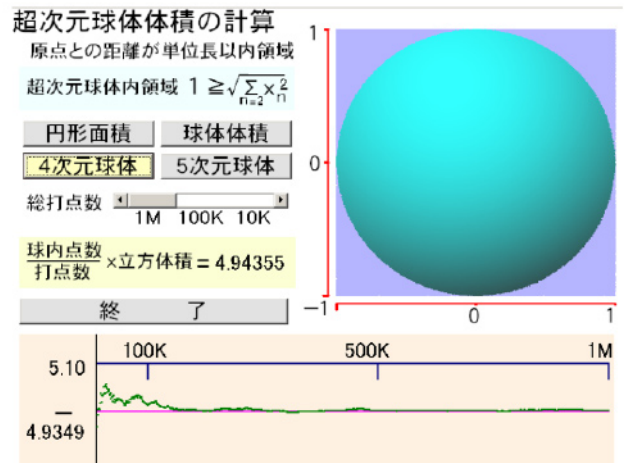 超次元球体体積の計算
原点との距離が単位長以内領域
超次元球体内領域 1 ≧√Σxn²
n=2
円形面積 球体体積
4次元球体 5次元球体
総打点数
1M 100K 10K
球内点数
打点数
×立方体積 = 4.94355
終 了
1
0
−1
0
1
100K 500K 1M
5.10
4.9349